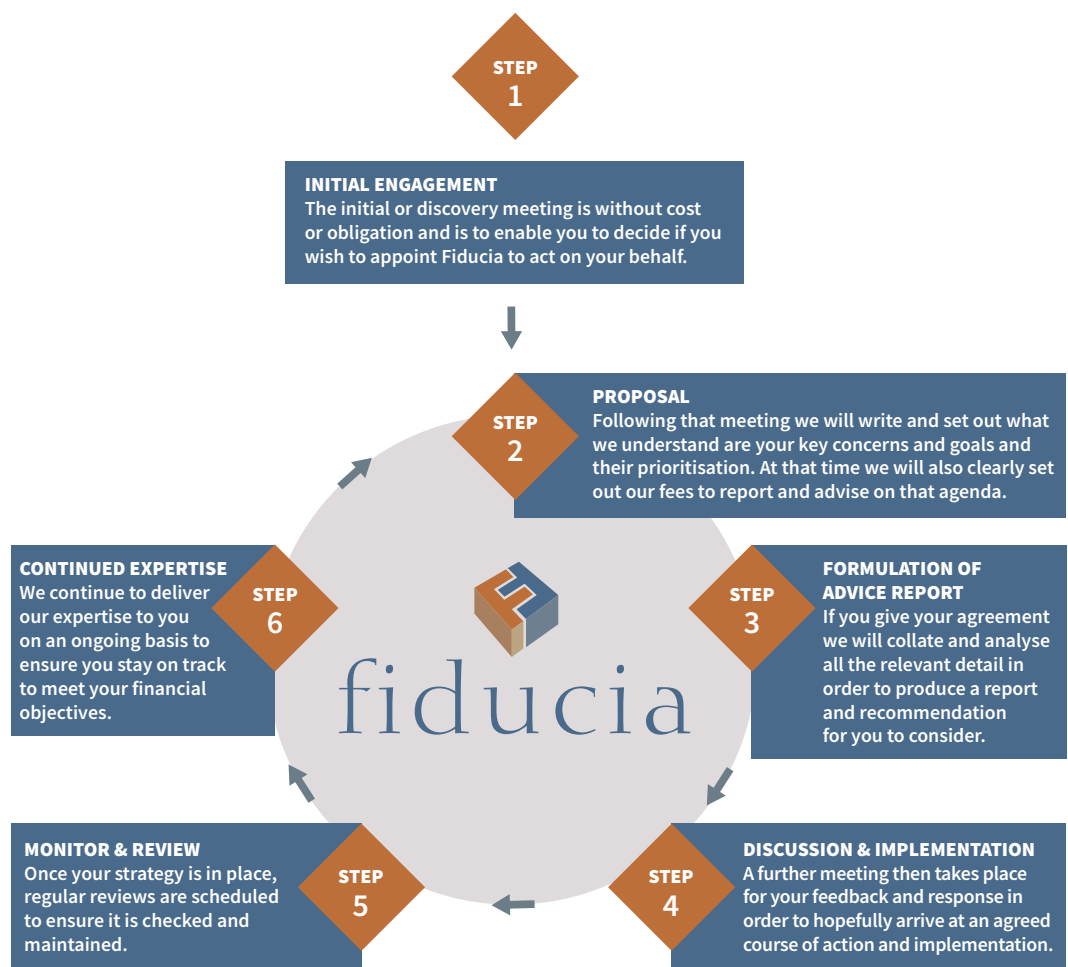 STEP
1
INITIAL ENGAGEMENT
The initial or discovery meeting is without cost
or obligation and is to enable you to decide if you
wish to appoint Fiducia to act on your behalf.
STEP
2
PROPOSAL
Following that meeting we will write and set out what
we understand are your key concerns and goals and
their prioritisation. At that time we will also clearly set
out our fees to report and advise on that agenda.
STEP
3
FORMULATION OF
ADVICE REPORT
If you give your agreement
we will collate and analyse
all the relevant detail in
order to produce a report
and recommendation
for you to consider.
STEP
4
DISCUSSION & IMPLEMENTATION
A further meeting then takes place
for your feedback and response in
order to hopefully arrive at an agreed
course of action and implementation.
STEP
5
MONITOR & REVIEW
Once your strategy is in place,
regular reviews are scheduled
to ensure it is checked and
maintained.
STEP
6
CONTINUED EXPERTISE
We continue to deliver
our expertise to you
on an ongoing basis to
ensure you stay on track
to meet your financial
objectives.
fiducia